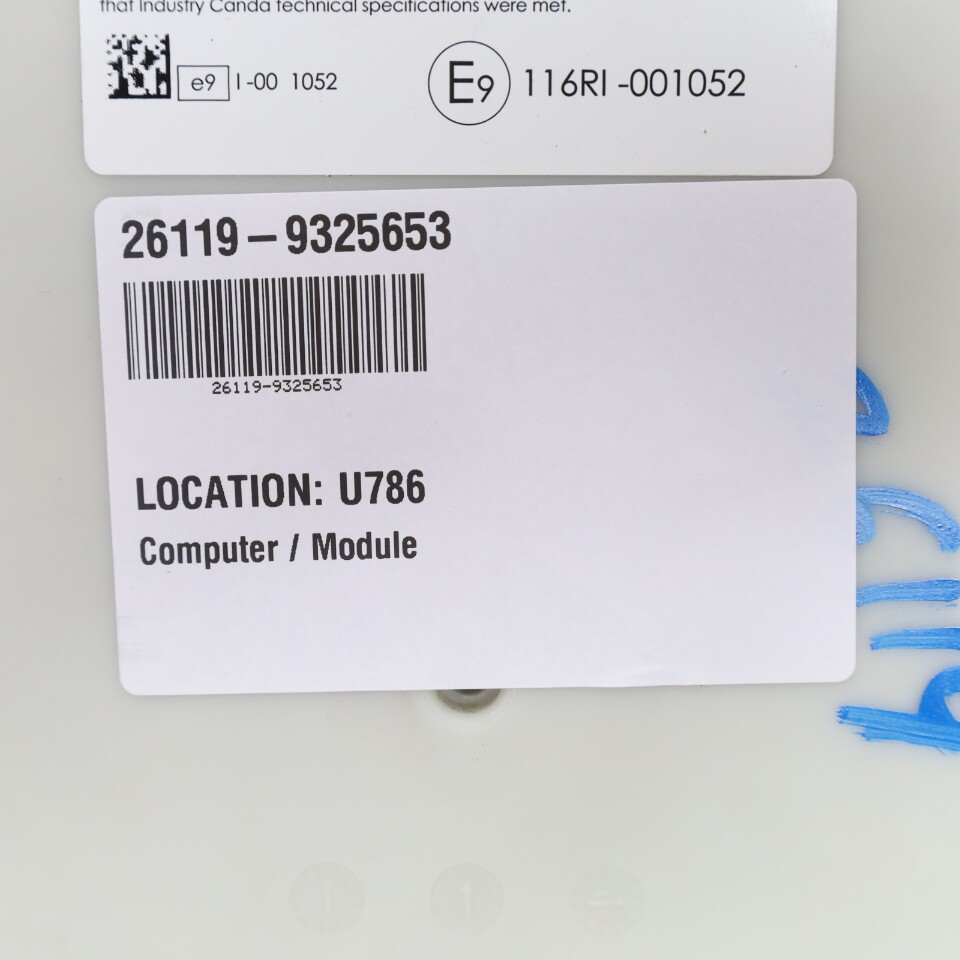 that Industry Canda technical specifications were met.
e9 I-00 1052
E9 116RI -001052
26119 – 9325653
26119-9325653
LOCATION: U786
Computer / Module